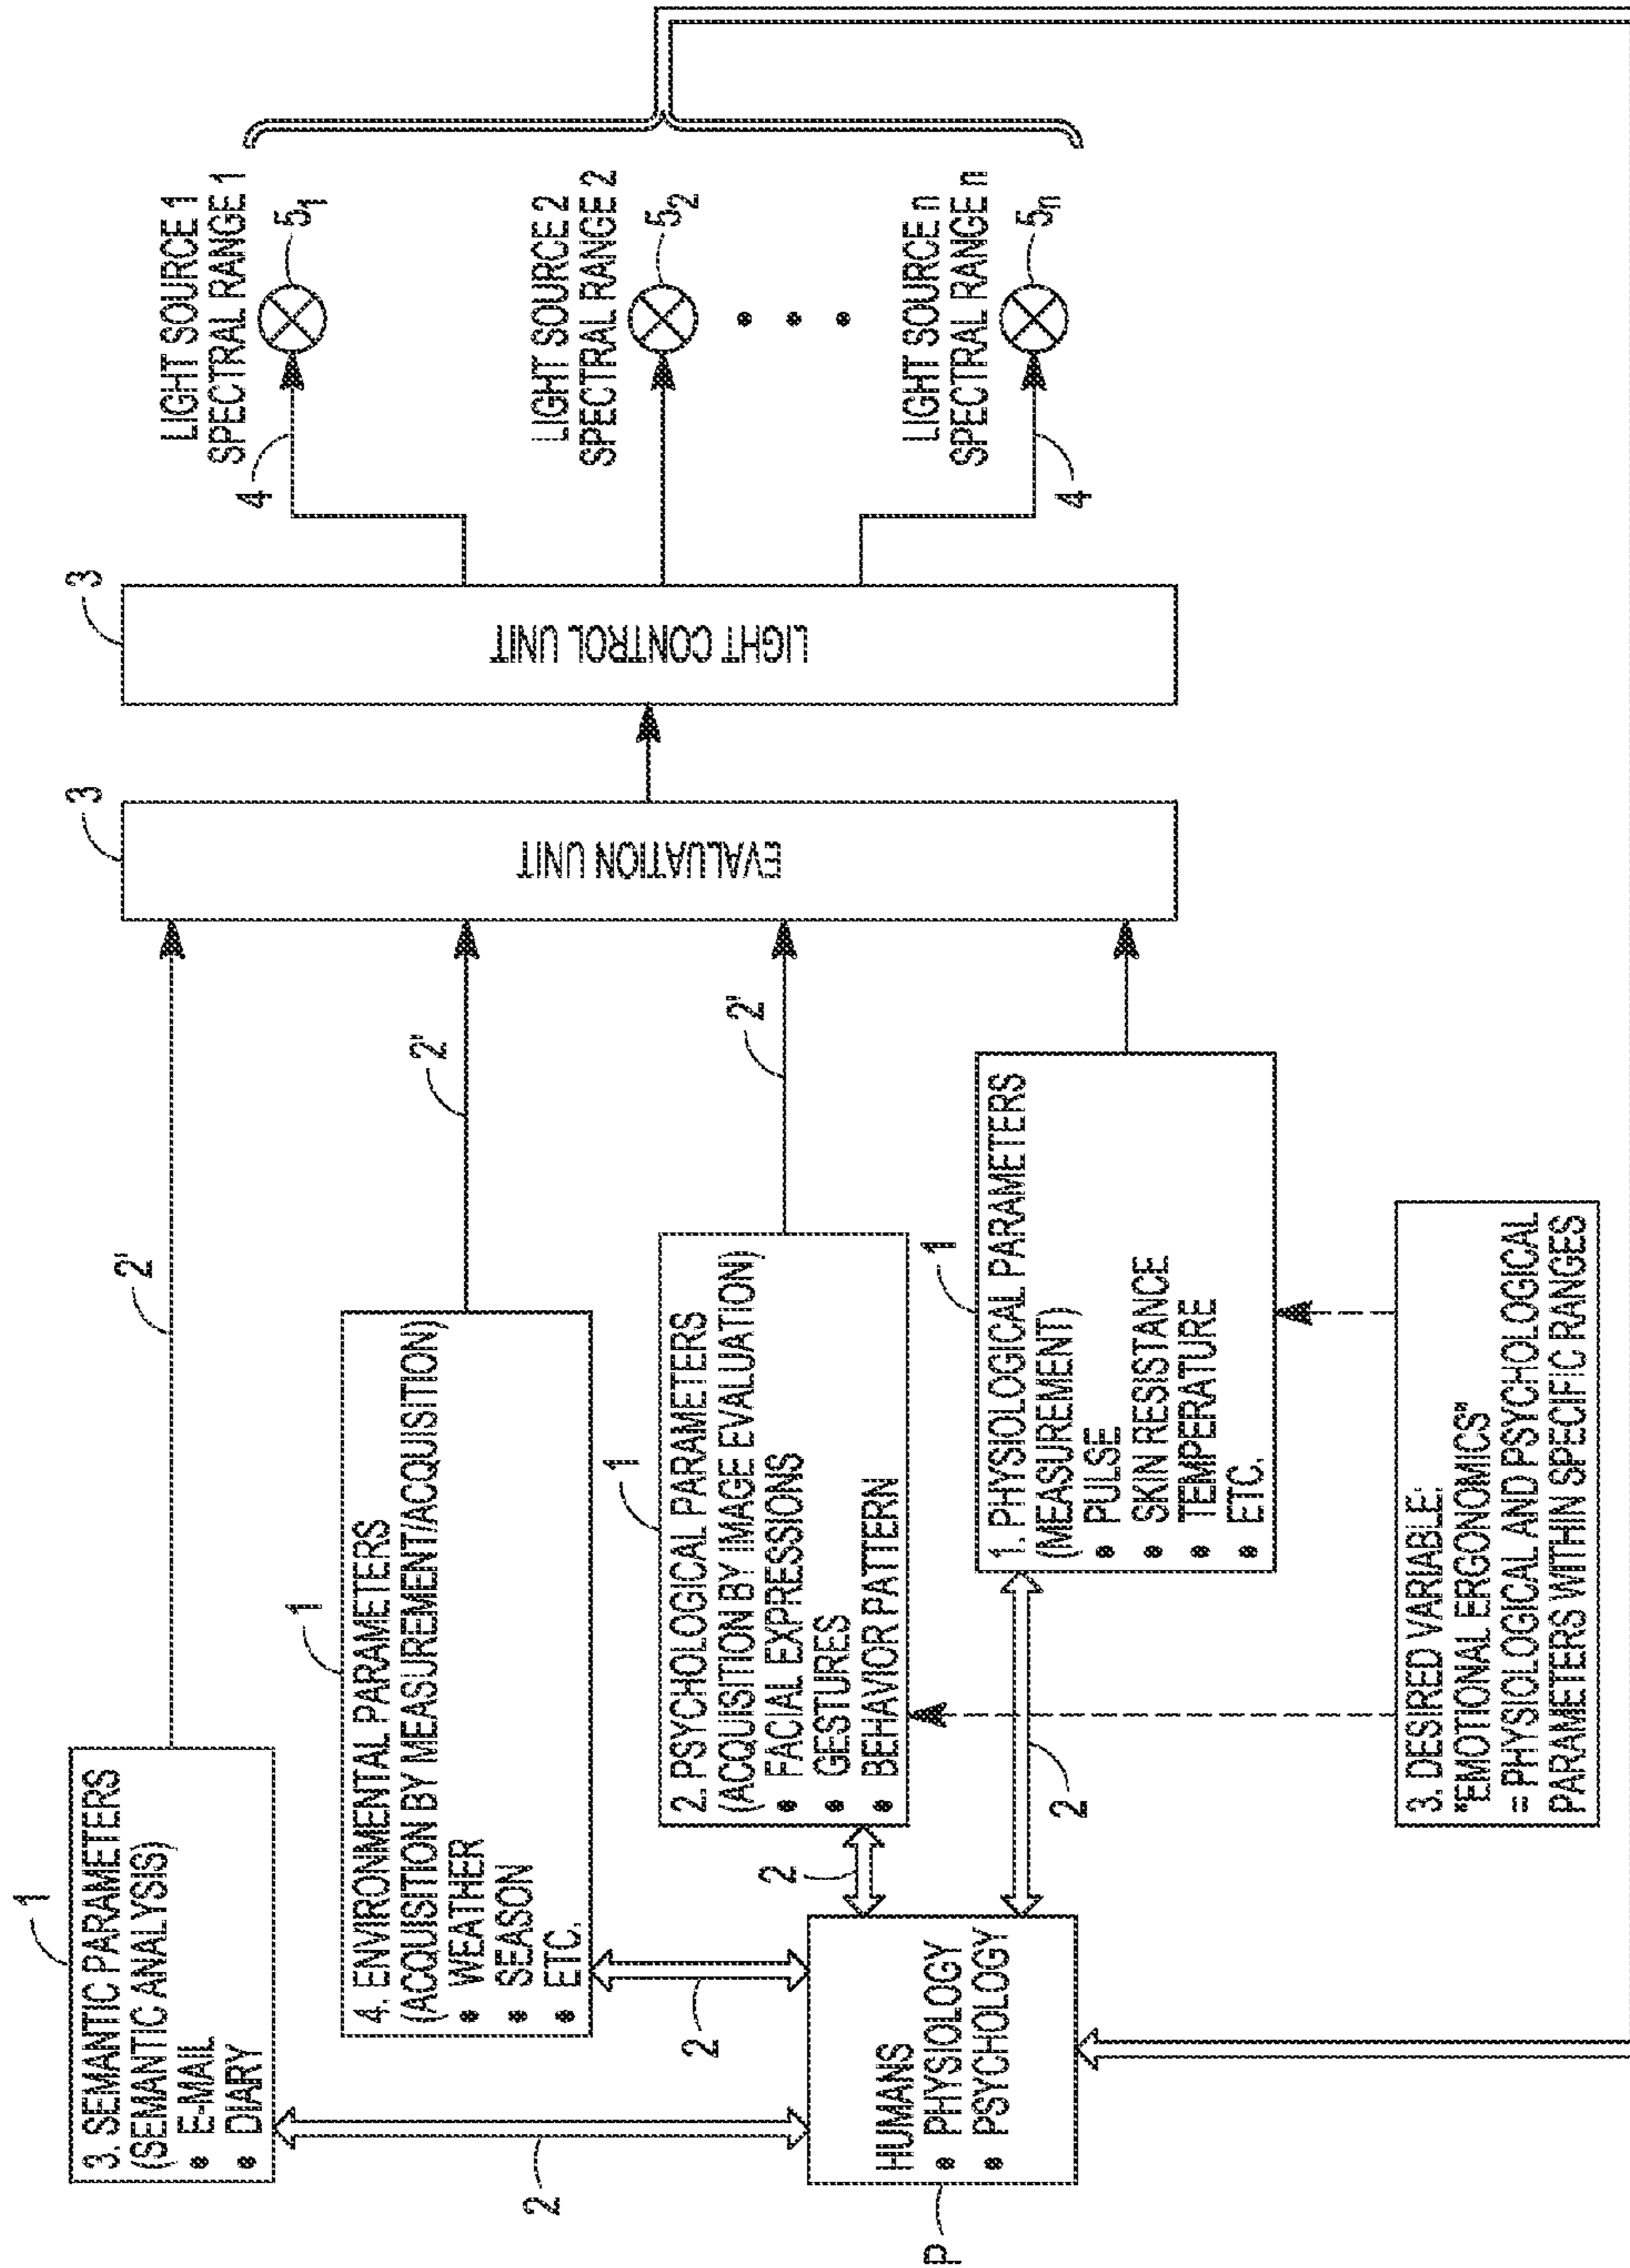 1
3. SEMANTIC PARAMETERS
(SEMANTIC ANALYSIS)
• E-MAIL
• DIARY
2'
2
1
4. ENVIRONMENTAL PARAMETERS
(ACQUISITION BY MEASUREMENT/ACQUISITION)
• WEATHER
• SEASON
• ETC.
2'
2
1
2. PSYCHOLOGICAL PARAMETERS
(ACQUISITION BY IMAGE EVALUATION)
• FACIAL EXPRESSIONS
• GESTURES
• BEHAVIOR PATTERN
2'
2
1
1. PHYSIOLOGICAL PARAMETERS
(MEASUREMENT)
• PULSE
• SKIN RESISTANCE
• TEMPERATURE
• ETC.
2
P
HUMANS
• PHYSIOLOGY
• PSYCHOLOGY
3. DESIRED VARIABLE:
"EMOTIONAL ERGONOMICS"
= PHYSIOLOGICAL AND PSYCHOLOGICAL
PARAMETERS WITHIN SPECIFIC RANGES
3
EVALUATION UNIT
3
LIGHT CONTROL UNIT
4
LIGHT SOURCE 1
SPECTRAL RANGE 1
5₁
LIGHT SOURCE 2
SPECTRAL RANGE 2
5₂
LIGHT SOURCE n
SPECTRAL RANGE n
5ₙ
4